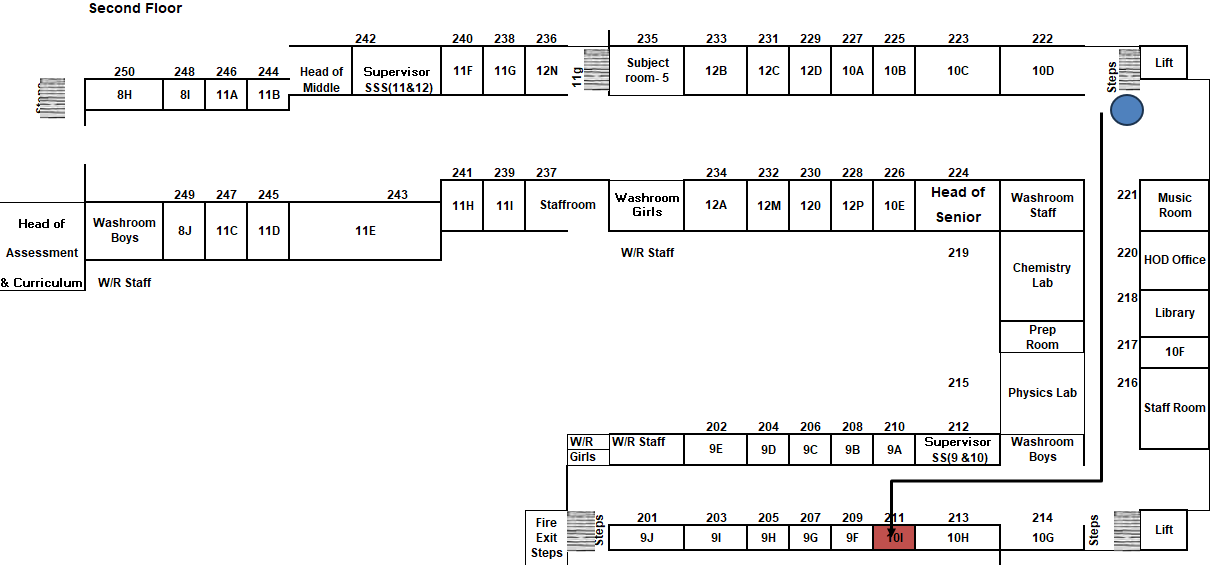 Second Floor
242 240 238 236 235 233 231 229 227 225 223 222
250 248 246 244
Head of
Middle
Supervisor
SSS(11&12)
11F 11G 12N
11g
Subject
room- 5
12B 12C 12D 10A 10B 10C 10D
Steps
Lift
8H 8I 11A 11B
241 239 237 234 232 230 228 226 224
249 247 245 243
11H 11I Staffroom
Washroom
Girls
12A 12M 120 12P 10E
Head of
Senior
Washroom
Staff
221
Music
Room
Head of
Assessment
& Curriculum
Washroom
Boys
8J 11C 11D 11E
W/R Staff
W/R Staff
219
Chemistry
Lab
220
HOD Office
218
Library
Prep
Room
217
10F
215
Physics Lab
216
Staff Room
202 204 206 208 210 212
W/R
Girls
W/R Staff
9E 9D 9C 9B 9A
Supervisor
SS(9 &10)
Washroom
Boys
201 203 205 207 209 211 213 214
Fire
Exit
Steps
Steps
9J 9I 9H 9G 9F 10I 10H 10G
Steps
Lift